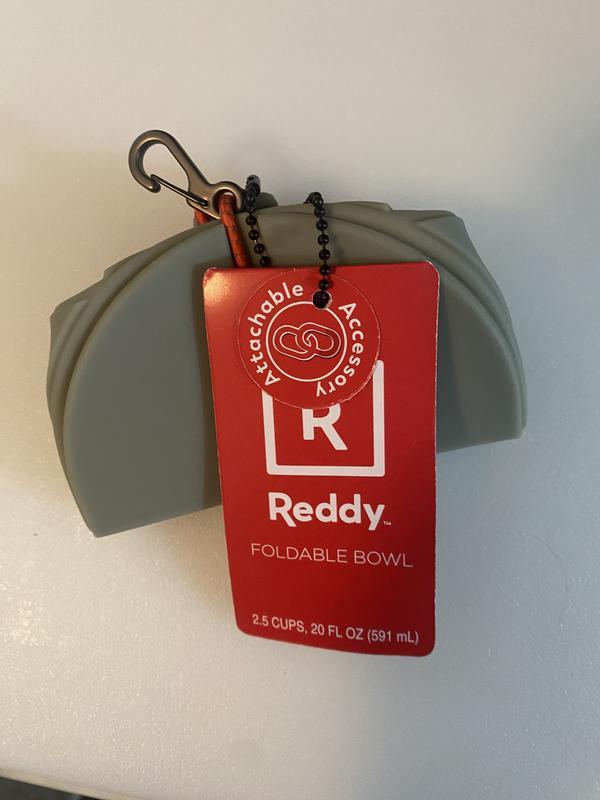 Attachable Accessory
R
Reddy™
FOLDABLE BOWL
2.5 CUPS, 20 FL OZ (591 mL)